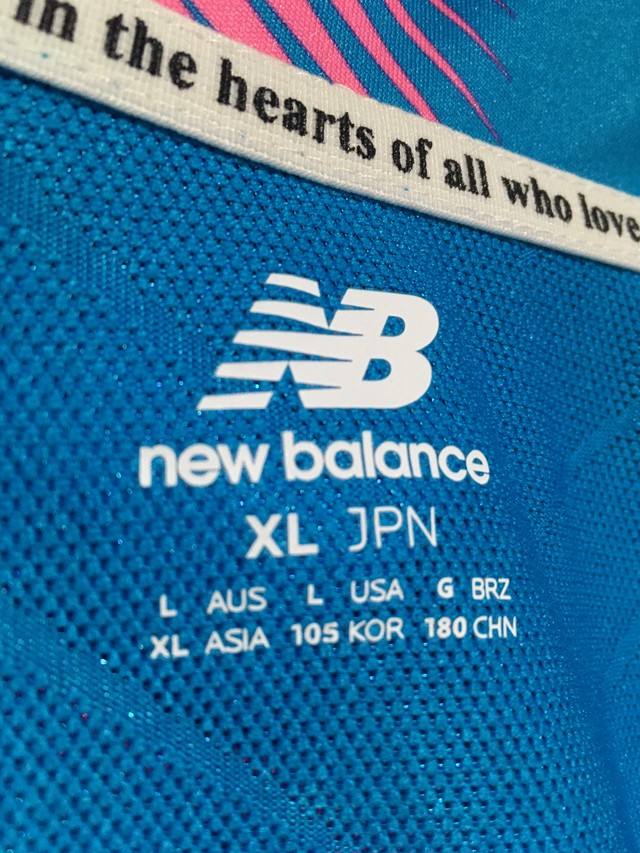 in the hearts of all who love
NB
new balance
XL JPN
L AUS L USA G BRZ
XL ASIA 105 KOR 180 CHN